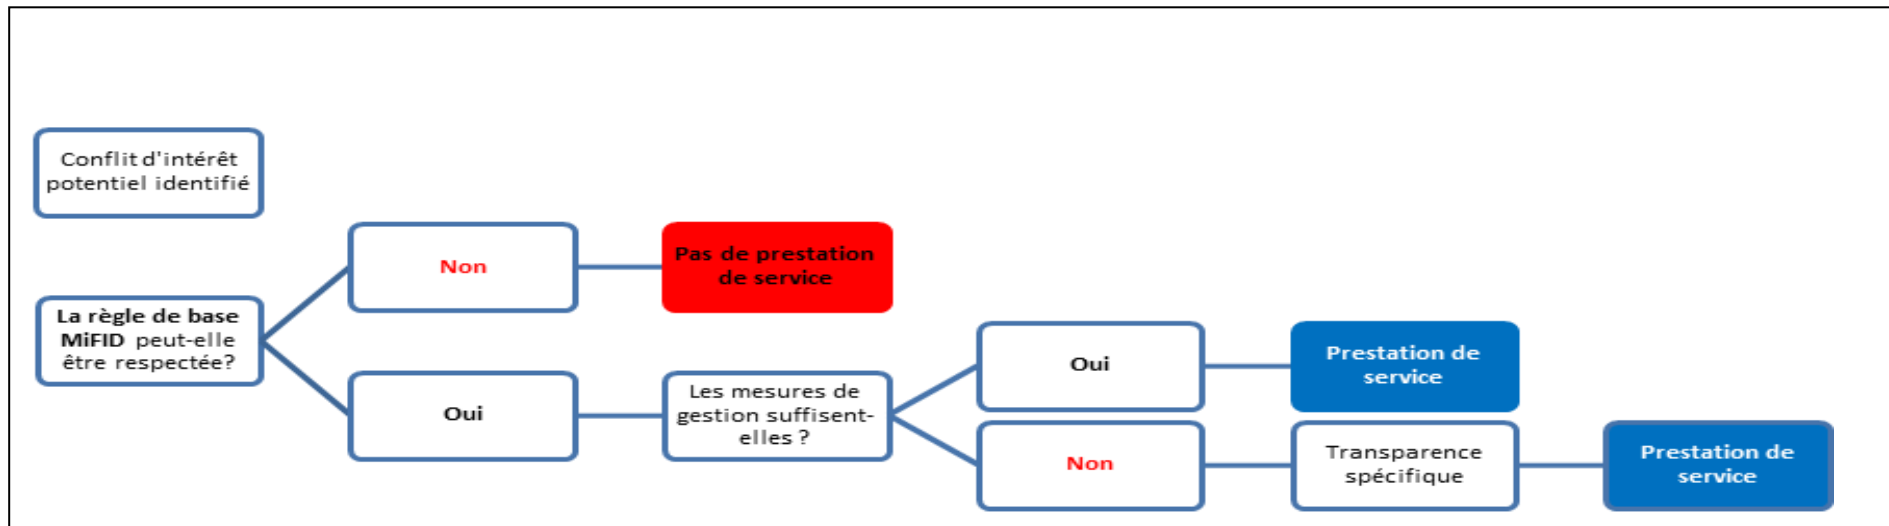 Conflit d'intérêt
potentiel identifié
Non
Pas de prestation
de service
La règle de base
MiFID peut-elle
être respectée?
Oui
Les mesures de
gestion suffisent-
elles ?
Oui
Prestation de
service
Non
Transparence
spécifique
Prestation de
service